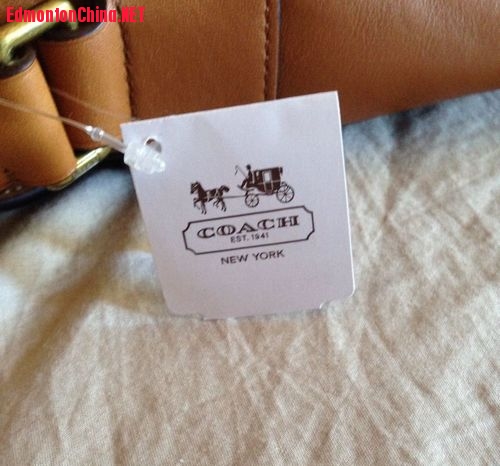 EdmontonChina.NET
COACH
EST. 1941
NEW YORK